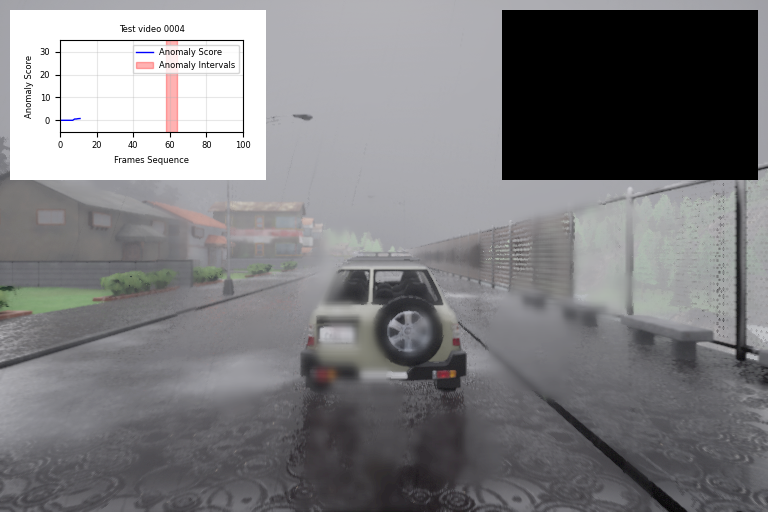 Test video 0004
Anomaly Score
30
20
10
0
Anomaly Score
Anomaly Intervals
0 20 40 60 80 100
Frames Sequence